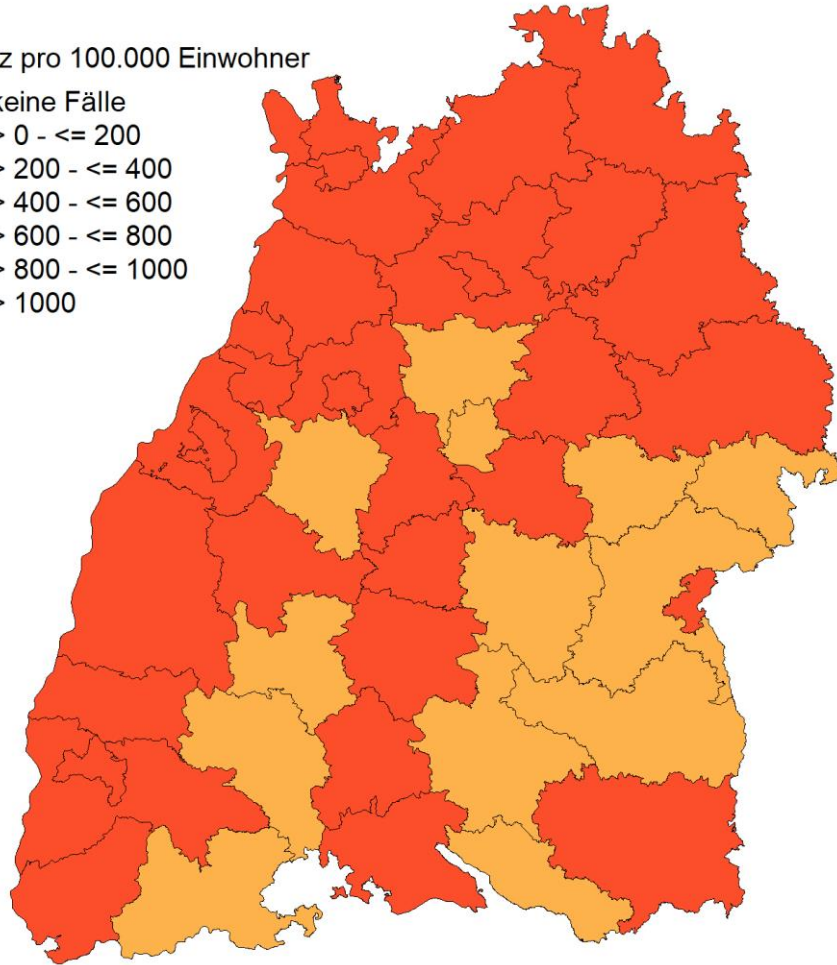 z pro 100.000 Einwohner
keine Fälle
> 0 - <= 200
> 200 - <= 400
> 400 - <= 600
> 600 - <= 800
> 800 - <= 1000
> 1000